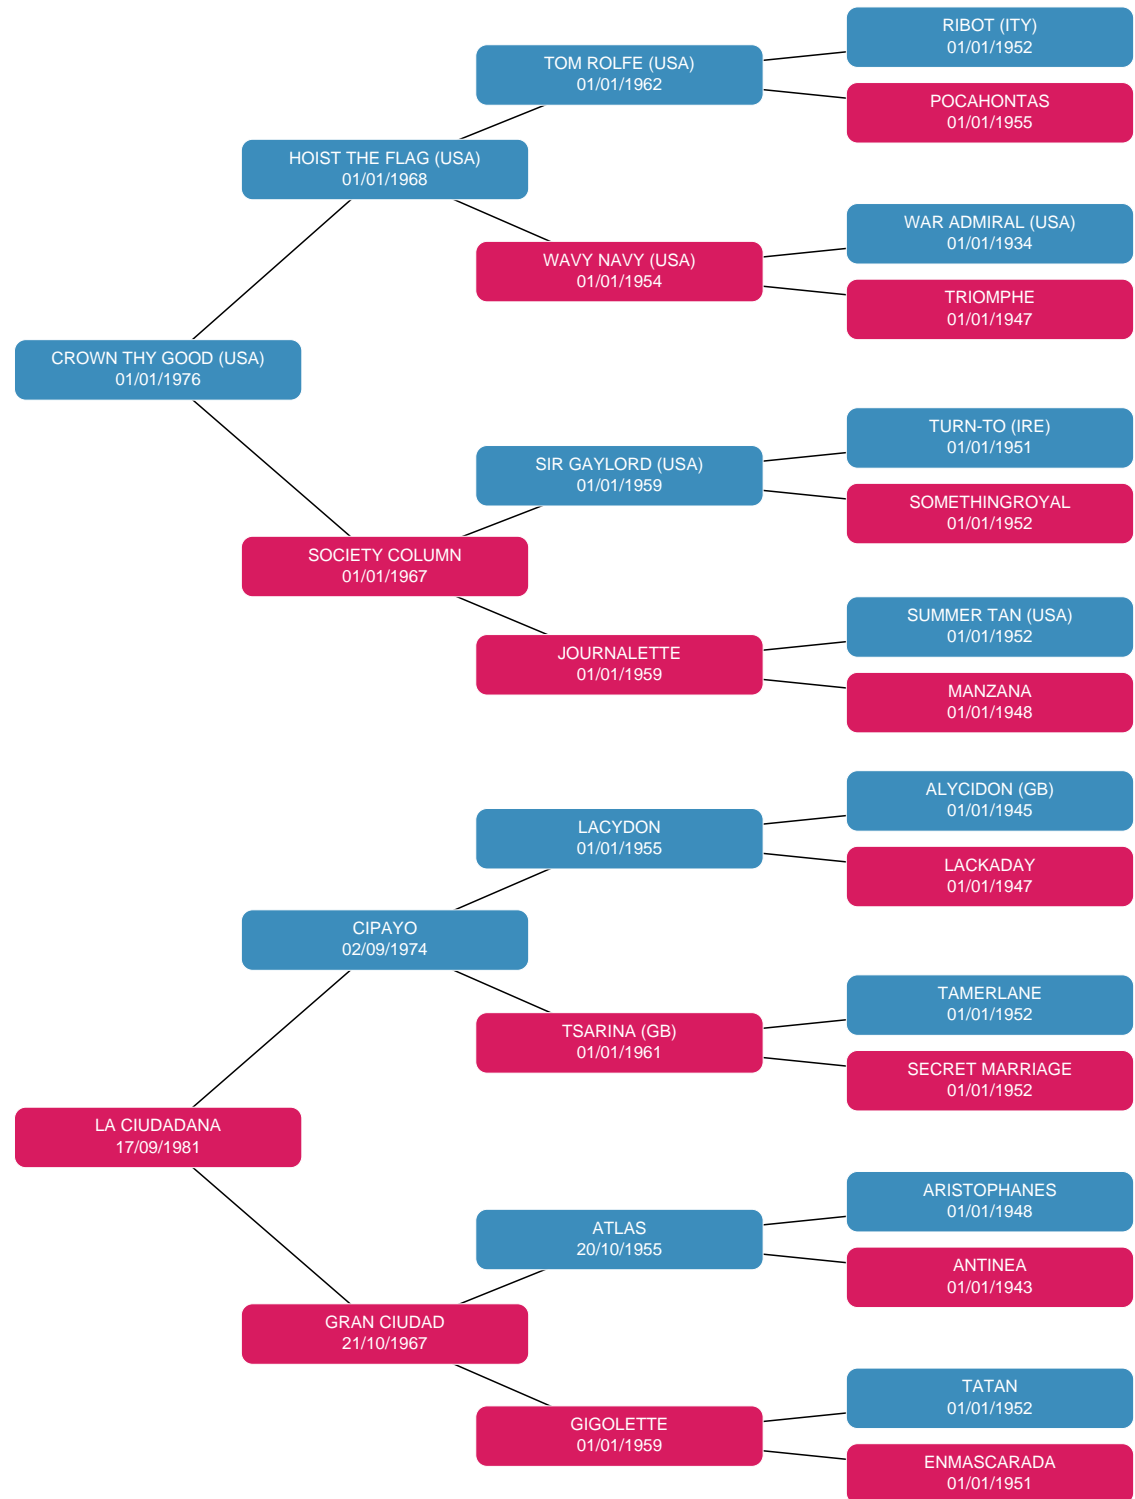 RIBOT (ITY)
01/01/1952
TOM ROLFE (USA)
01/01/1962
POCAHONTAS
01/01/1955
HOIST THE FLAG (USA)
01/01/1968
WAR ADMIRAL (USA)
01/01/1934
WAVY NAVY (USA)
01/01/1954
TRIOMPHE
01/01/1947
CROWN THY GOOD (USA)
01/01/1976
TURN-TO (IRE)
01/01/1951
SIR GAYLORD (USA)
01/01/1959
SOMETHINGROYAL
01/01/1952
SOCIETY COLUMN
01/01/1967
SUMMER TAN (USA)
01/01/1952
JOURNALETTE
01/01/1959
MANZANA
01/01/1948
ALYCIDON (GB)
01/01/1945
LACYDON
01/01/1955
LACKADAY
01/01/1947
CIPAYO
02/09/1974
TAMERLANE
01/01/1952
TSARINA (GB)
01/01/1961
SECRET MARRIAGE
01/01/1952
LA CIUDADANA
17/09/1981
ARISTOPHANES
01/01/1948
ATLAS
20/10/1955
ANTINEA
01/01/1943
GRAN CIUDAD
21/10/1967
TATAN
01/01/1952
GIGOLETTE
01/01/1959
ENMASCARADA
01/01/1951